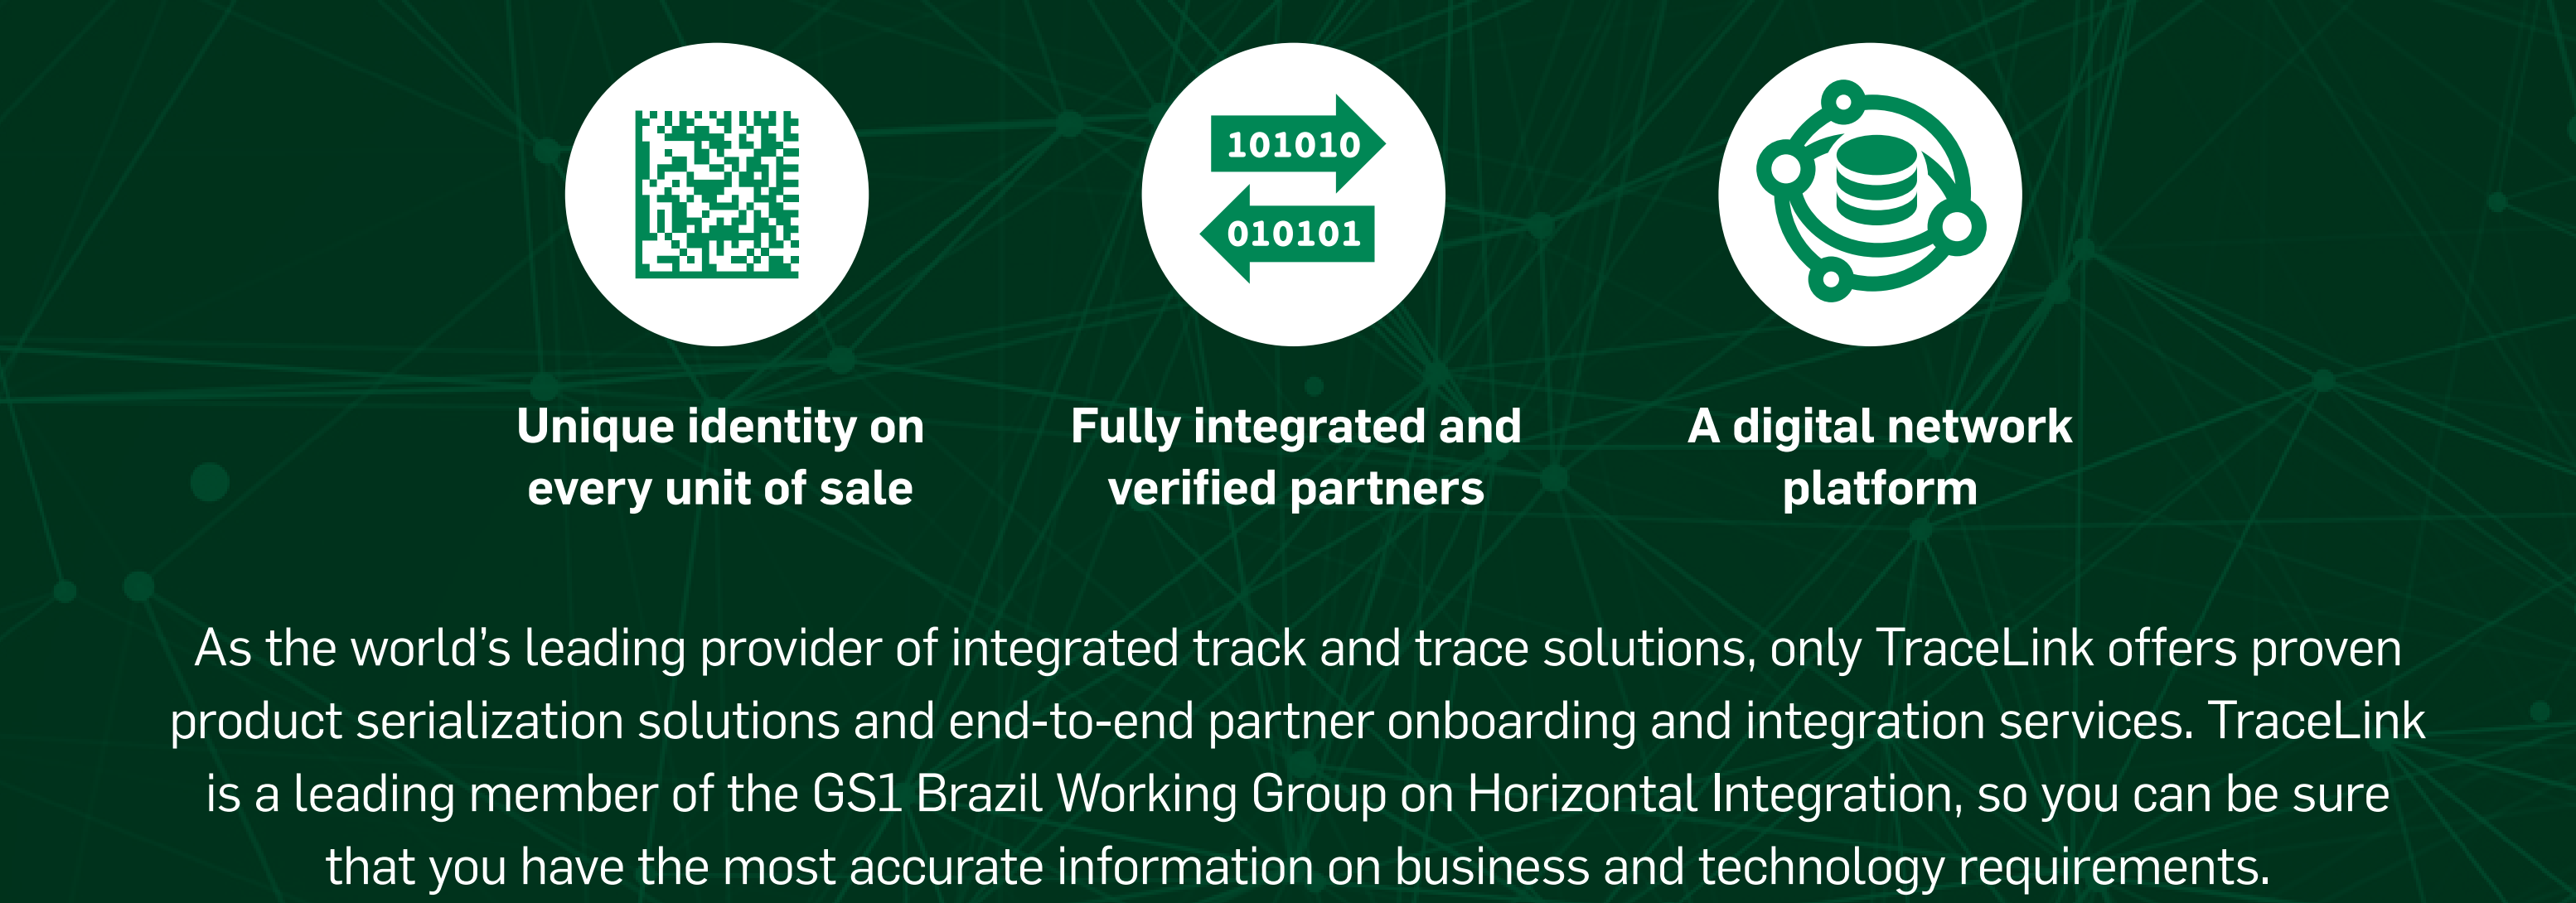 101010
010101
Unique identity on
every unit of sale
Fully integrated and
verified partners
A digital network
platform
As the world’s leading provider of integrated track and trace solutions, only TraceLink offers proven
product serialization solutions and end-to-end partner onboarding and integration services. TraceLink
is a leading member of the GS1 Brazil Working Group on Horizontal Integration, so you can be sure
that you have the most accurate information on business and technology requirements.